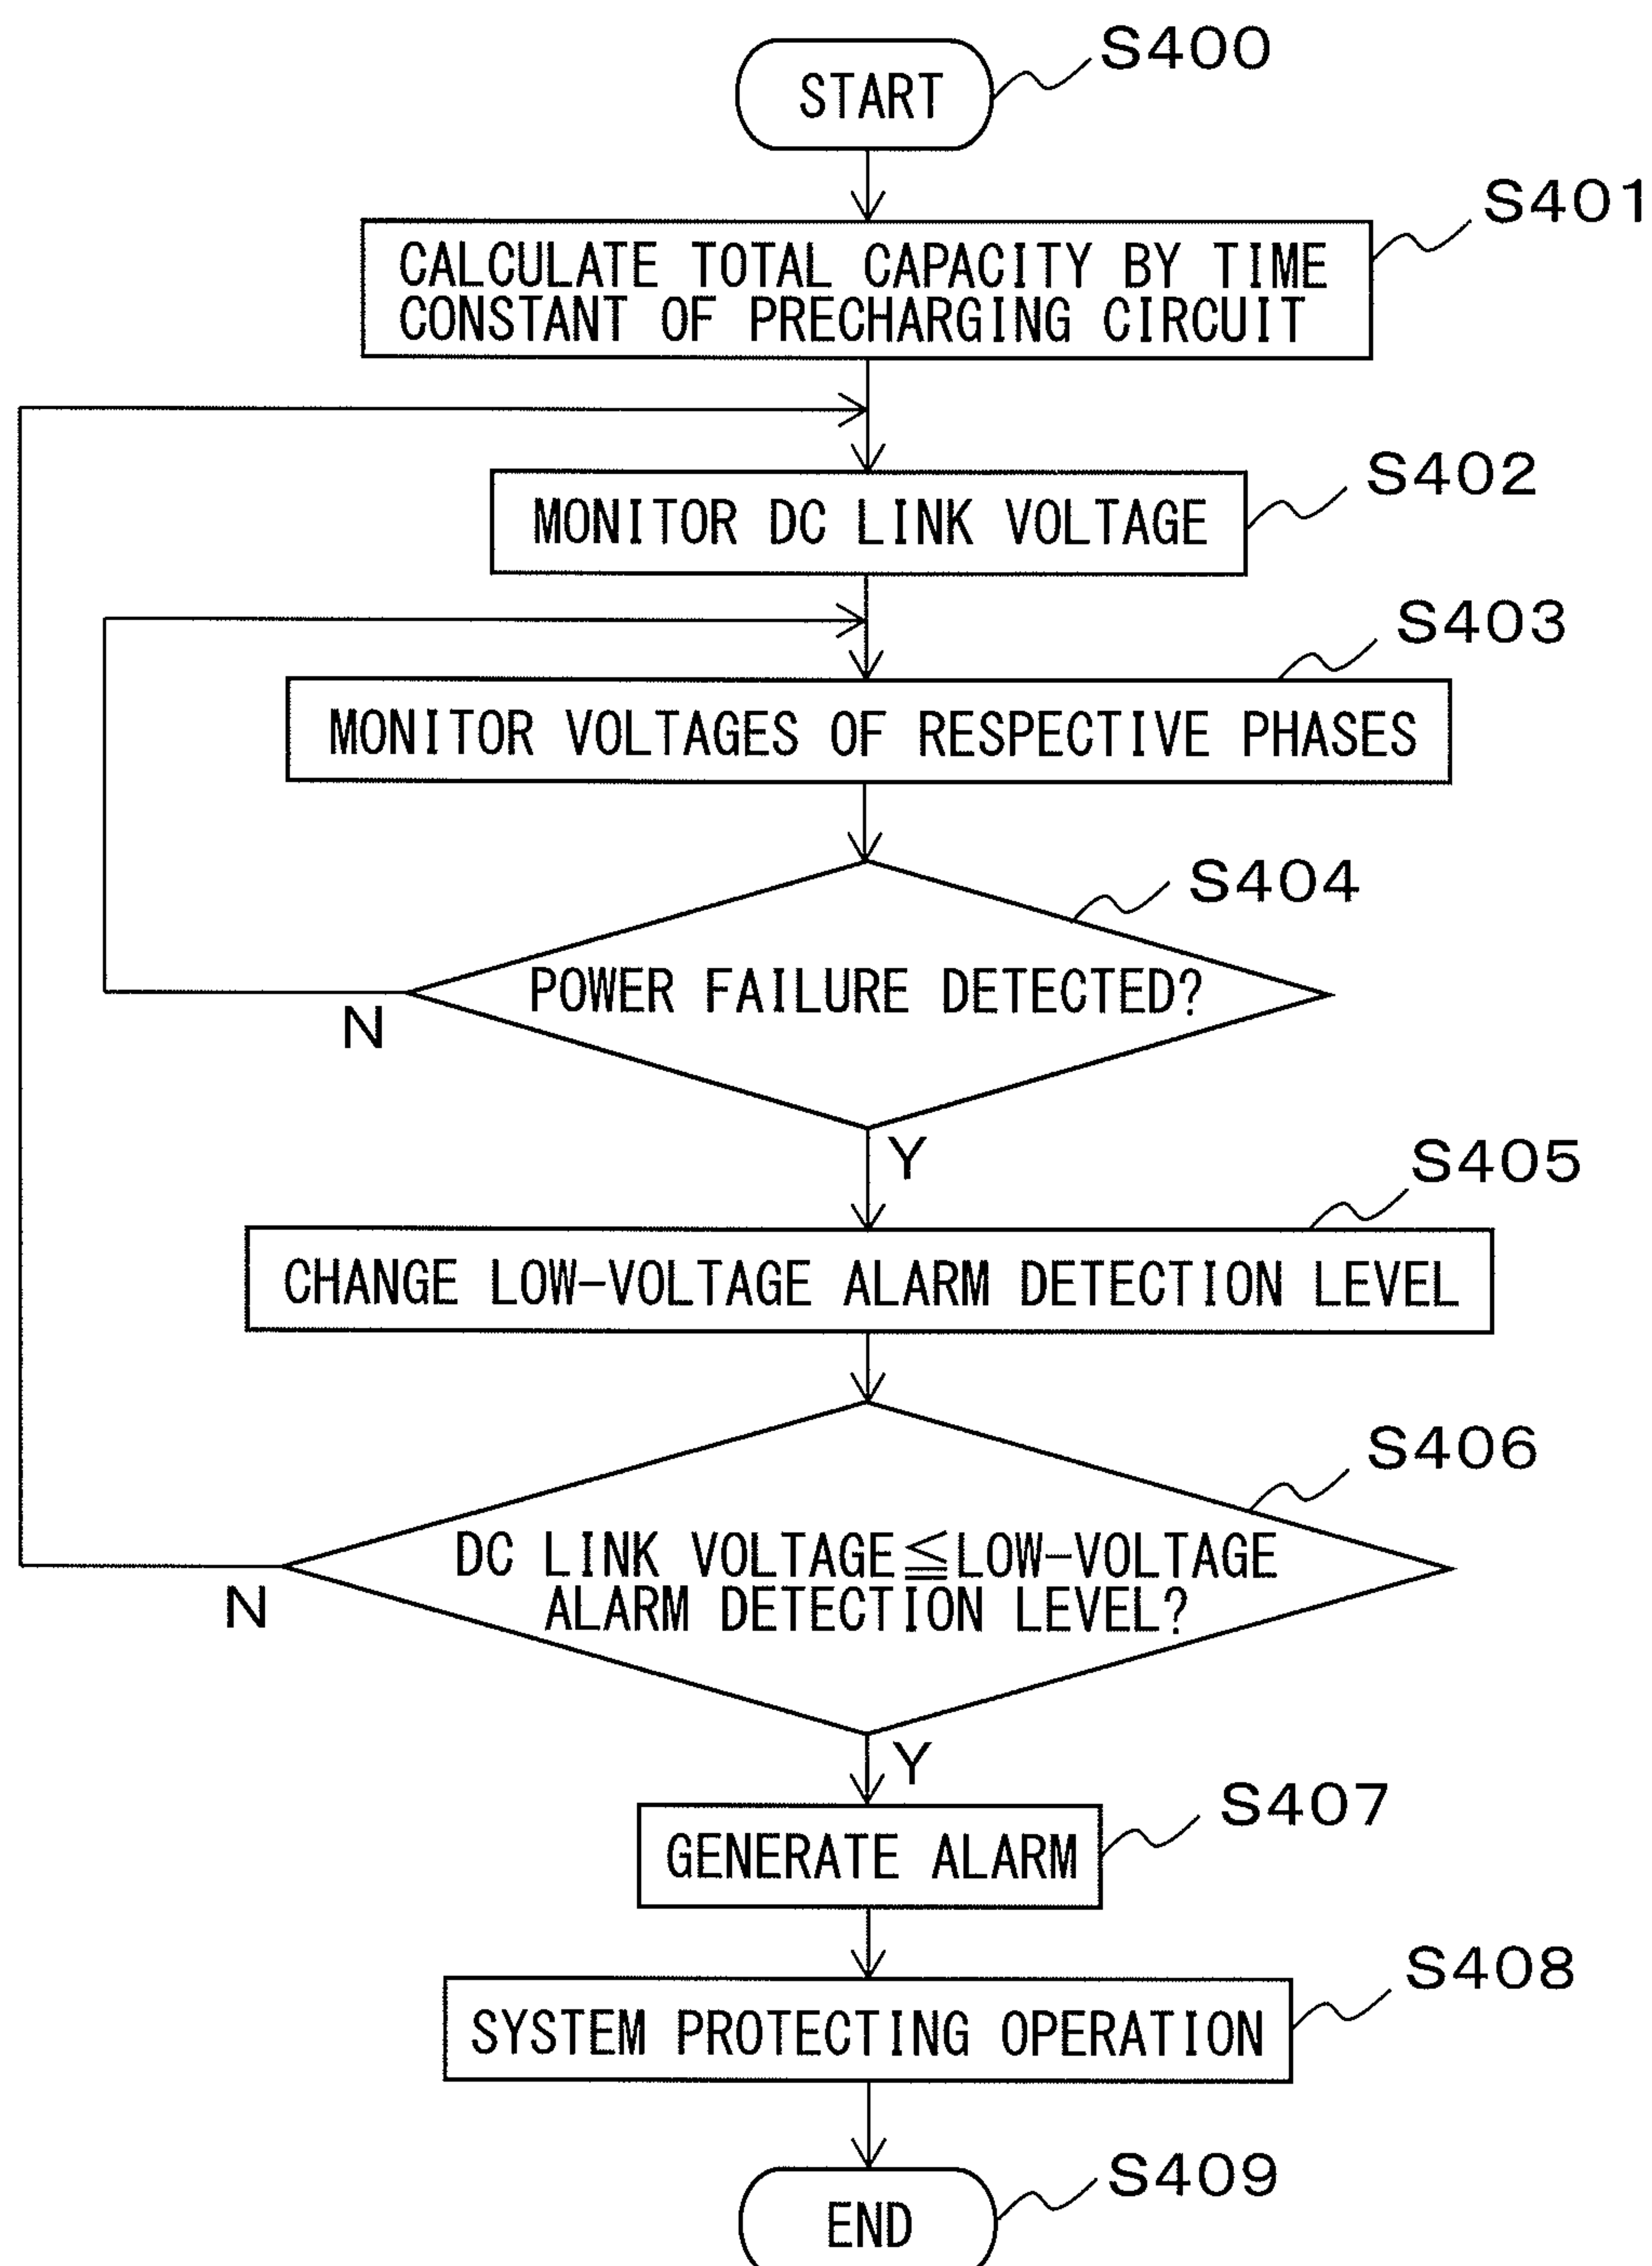 START
S400
S401
CALCULATE TOTAL CAPACITY BY TIME
CONSTANT OF PRECHARGING CIRCUIT
S402
MONITOR DC LINK VOLTAGE
S403
MONITOR VOLTAGES OF RESPECTIVE PHASES
S404
POWER FAILURE DETECTED?
N
Y
S405
CHANGE LOW-VOLTAGE ALARM DETECTION LEVEL
S406
DC LINK VOLTAGE≦LOW-VOLTAGE
ALARM DETECTION LEVEL?
N
Y
S407
GENERATE ALARM
S408
SYSTEM PROTECTING OPERATION
S409
END